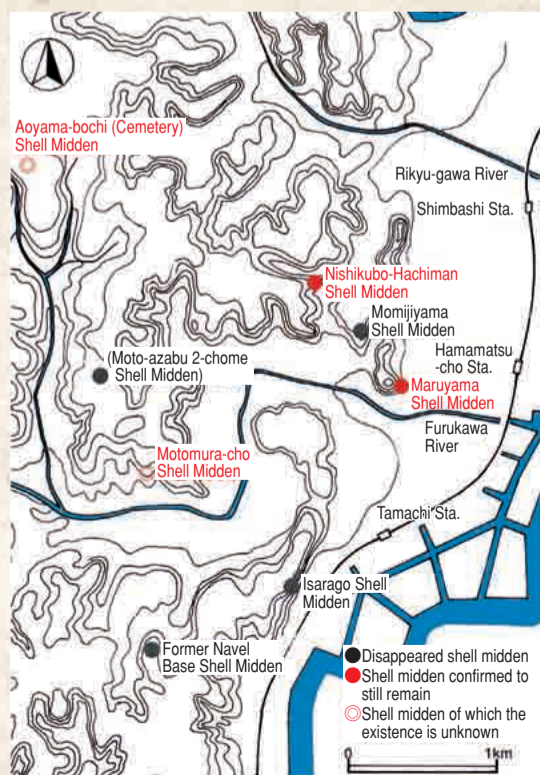 Aoyama-bochi (Cemetery)
Shell Midden
Rikyu-gawa River
Shimbashi Sta.
Nishikubo-Hachiman
Shell Midden
Momijiyama
Shell Midden
(Moto-azabu 2-chome
Shell Midden)
Hamamatsu
-cho Sta.
Maruyama
Shell Midden
Furukawa
River
Motomura-cho
Shell Midden
Tamachi Sta.
Isarago Shell
Midden
Former Navel
Base Shell Midden
Disappeared shell midden
Shell midden confirmed to
still remain
Shell midden of which the
existence is unknown
0 1km